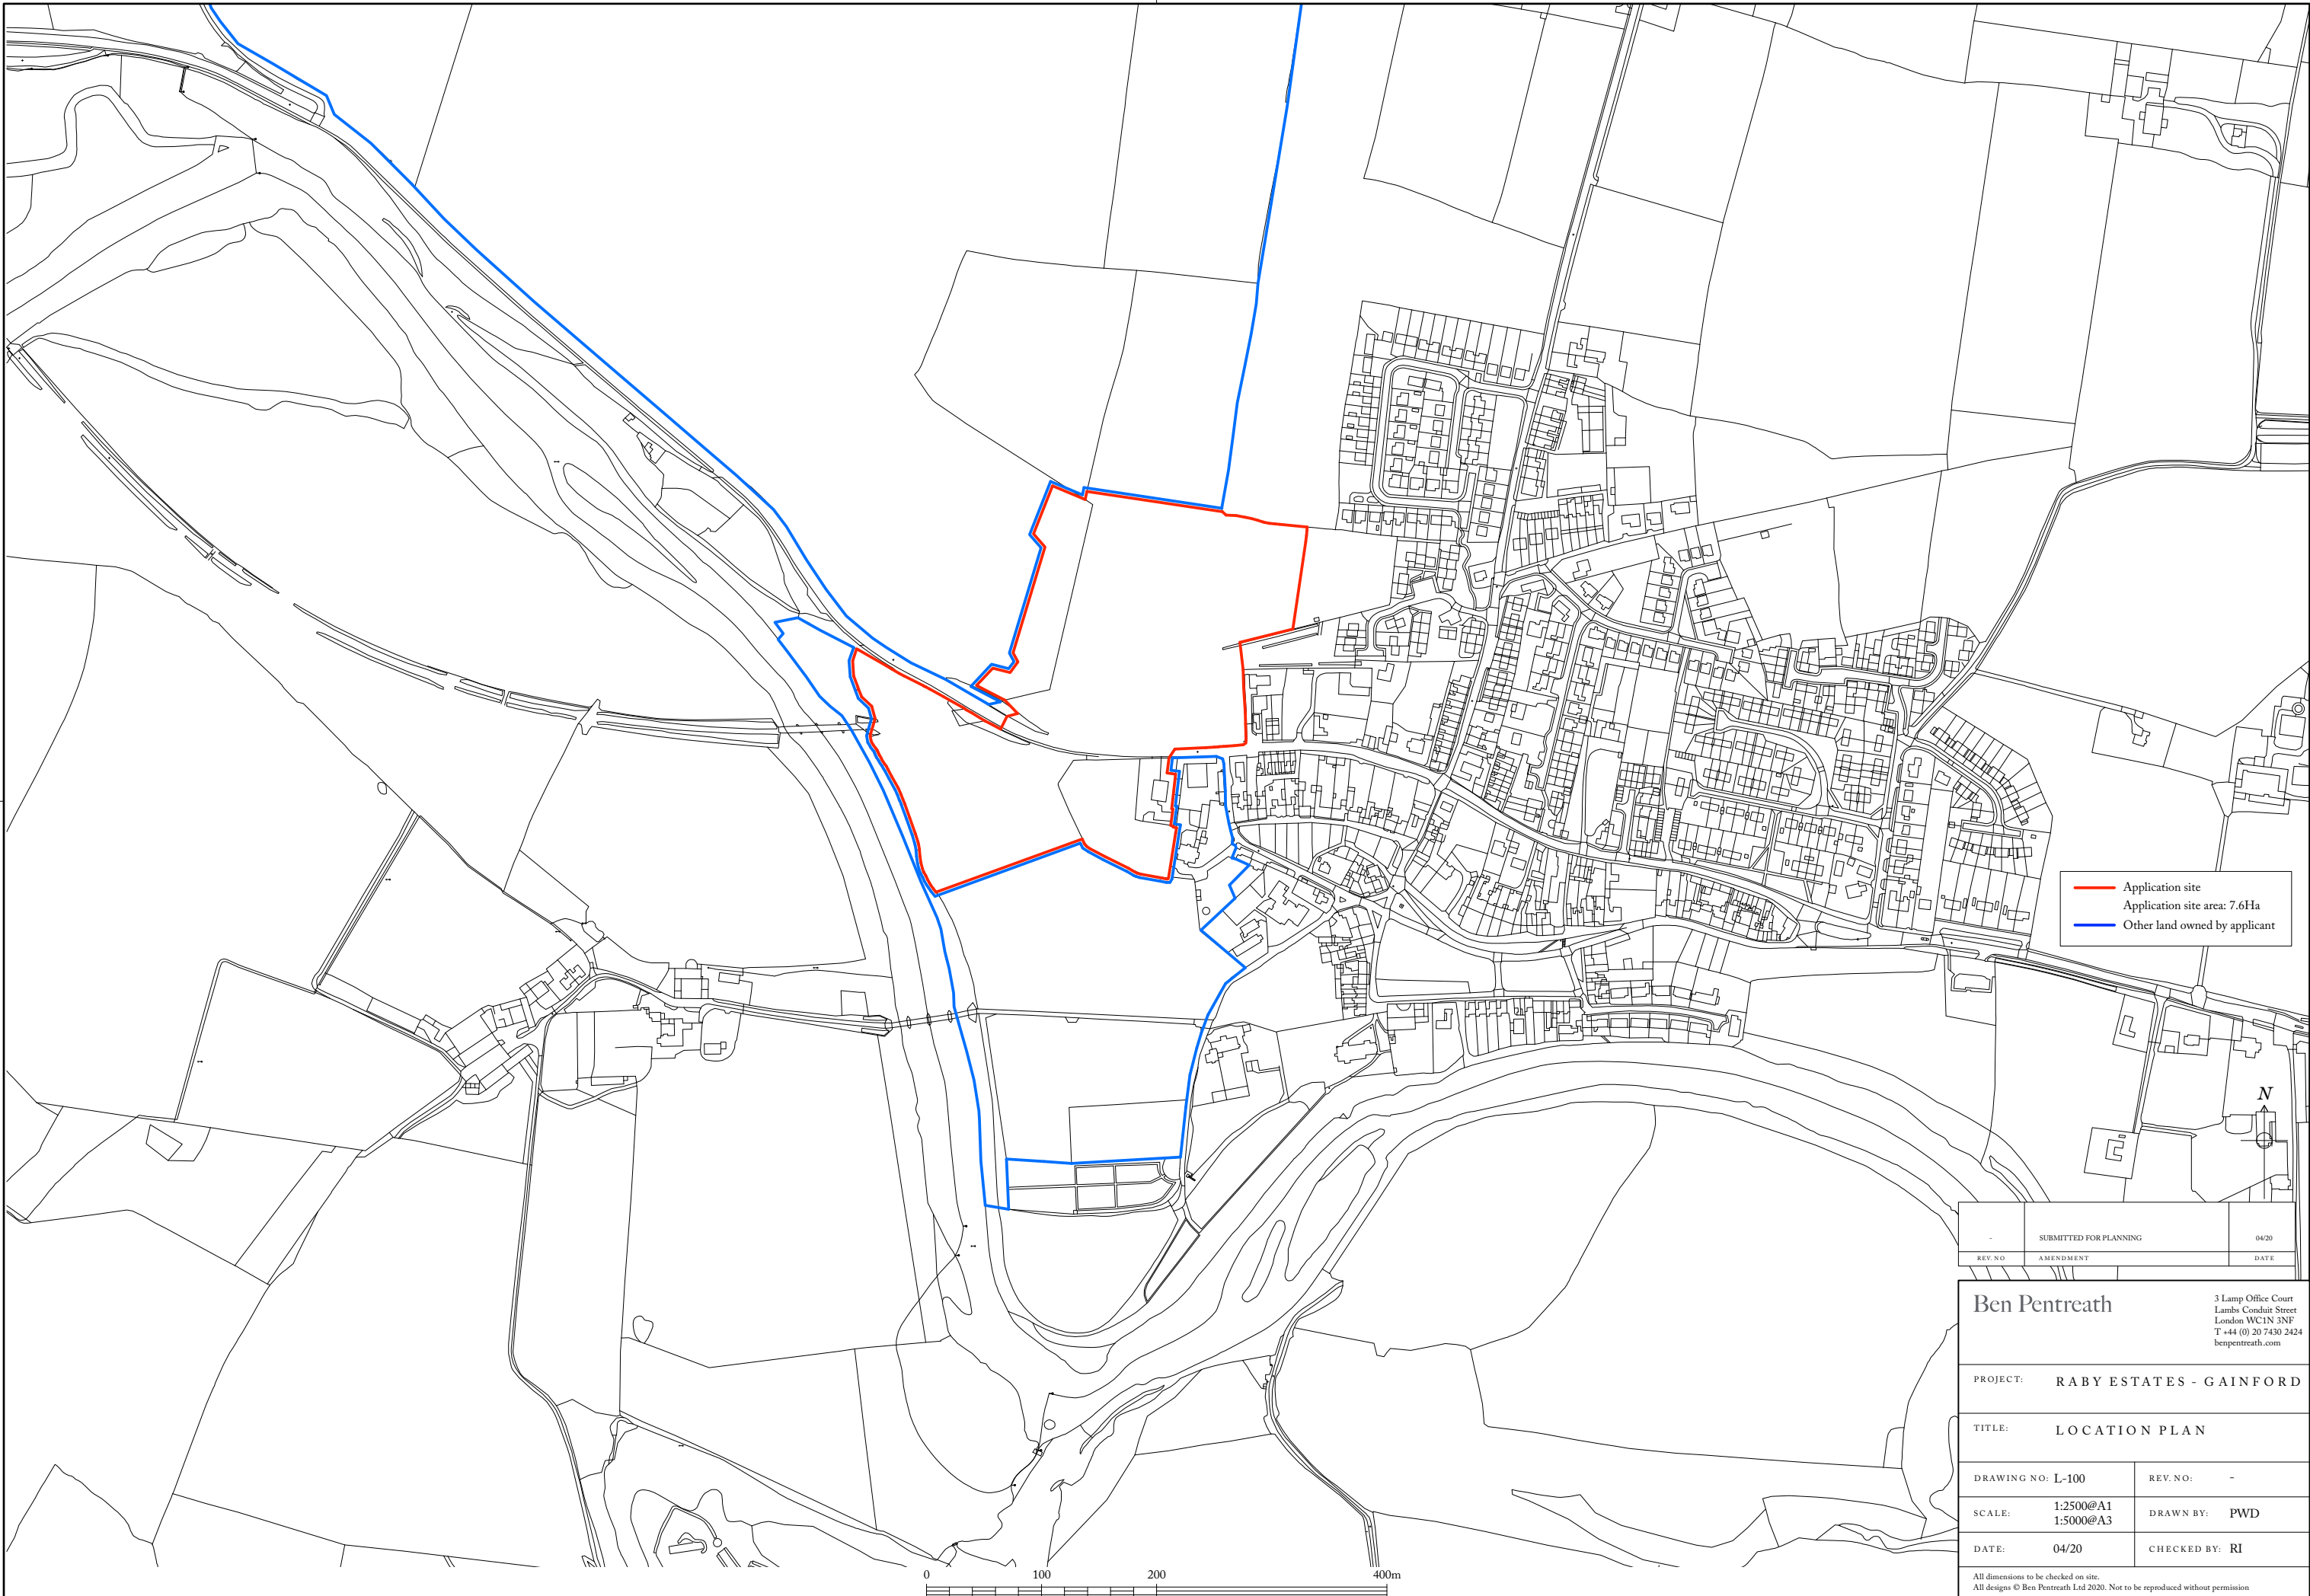 Application site
Application site area: 7.6Ha
Other land owned by applicant
N
- SUBMITTED FOR PLANNING 04/20
REV. NO AMENDMENT DATE
Ben Pentreath
3 Lamp Office Court
Lambs Conduit Street
London WC1N 3NF
T +44 (0) 20 7430 2424
benpentreath.com
PROJECT: RABY ESTATES - GAINFORD
TITLE: LOCATION PLAN
DRAWING NO: L-100 REV. NO: -
SCALE: 1:2500@A1
1:5000@A3
DRAWN BY: PWD
DATE: 04/20 CHECKED BY: RI
All dimensions to be checked on site.
All designs © Ben Pentreath Ltd 2020. Not to be reproduced without permission
0 100 200 400m